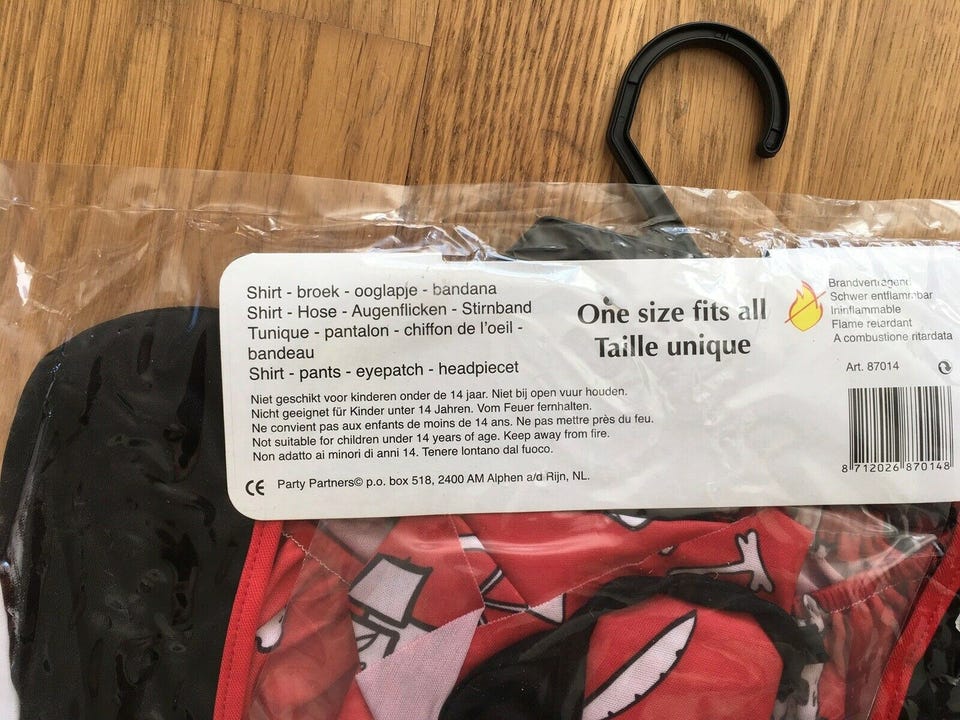 Shirt - broek - ooglapje - bandana
Shirt - Hose - Augenflicken - Stirnband
Tunique - pantalon - chiffon de l'oeil -
bandeau
Shirt - pants - eyepatch - headpiecet
One size fits all
Taille unique
Brandvertragend
Schwer entflammbar
Ininflammable
Flame retardant
A combustione ritardata
Art. 87014
Niet geschikt voor kinderen onder de 14 jaar. Niet bij open vuur houden.
Nicht geeignet für Kinder unter 14 Jahren. Vom Feuer fernhalten.
Ne convient pas aux enfants de moins de 14 ans. Ne pas mettre près du feu.
Not suitable for children under 14 years of age. Keep away from fire.
Non adatto ai minori di anni 14. Tenere lontano dal fuoco.
CE Party Partners© p.o. box 518, 2400 AM Alphen a/d Rijn, NL.
8 712026 870148